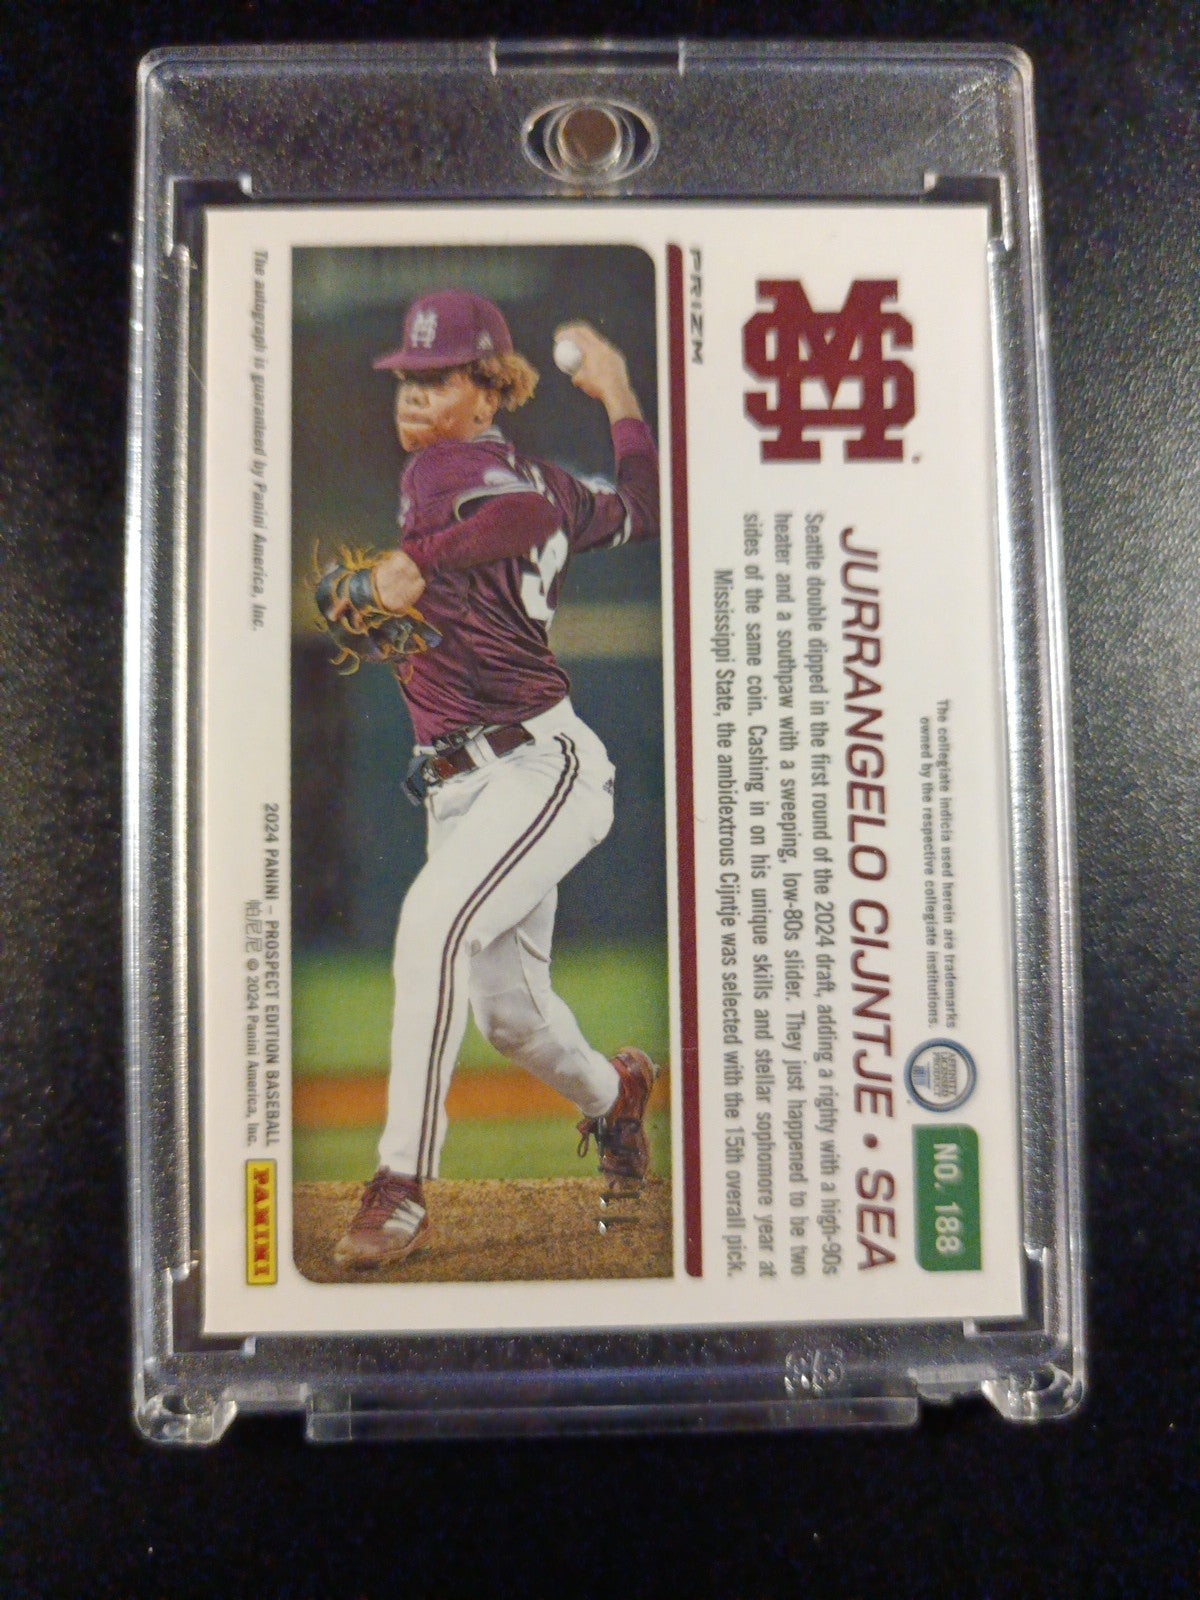 The collegiate indicia used herein are trademarks
owned by the respective collegiate institutions.
NO. 188
JURRANGELO CIJNTJE • SEA
Seattle double dipped in the first round of the 2024 draft, adding a righty with a high-90s
heater and a southpaw with a sweeping, low-80s slider. They just happened to be two
sides of the same coin. Cashing in on his unique skills and stellar sophomore year at
Mississippi State, the ambidextrous Cijntje was selected with the 15th overall pick.
PRIZM
The autograph is guaranteed by Panini America, Inc.
2024 PANINI – PROSPECT EDITION BASEBALL
帕尼尼 © 2024 Panini America, Inc.
PANINI